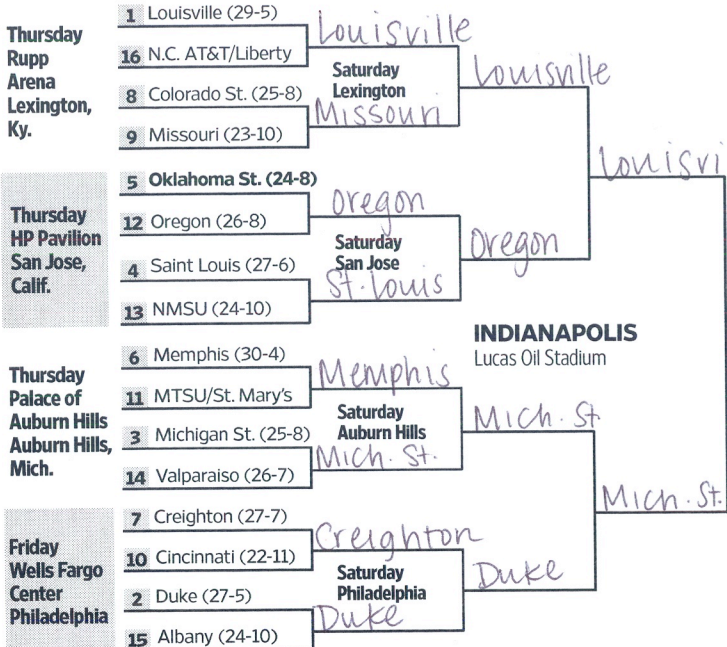 1 Louisville (29-5)
Louisville
16 N.C. AT&T/Liberty
Thursday
Rupp
Arena
Lexington,
Ky.
Saturday
Lexington
Louisville
8 Colorado St. (25-8)
Missouri
9 Missouri (23-10)
Louisvi
5 Oklahoma St. (24-8)
Oregon
12 Oregon (26-8)
Thursday
HP Pavilion
San Jose,
Calif.
Saturday
San Jose
Oregon
4 Saint Louis (27-6)
St. Louis
13 NMSU (24-10)
INDIANAPOLIS
Lucas Oil Stadium
6 Memphis (30-4)
Memphis
11 MTSU/St. Mary's
Thursday
Palace of
Auburn Hills
Auburn Hills,
Mich.
Saturday
Auburn Hills
Mich. St.
3 Michigan St. (25-8)
Mich. St.
14 Valparaiso (26-7)
Mich. St.
7 Creighton (27-7)
Creighton
10 Cincinnati (22-11)
Friday
Wells Fargo
Center
Philadelphia
Saturday
Philadelphia
Duke
2 Duke (27-5)
Duke
15 Albany (24-10)